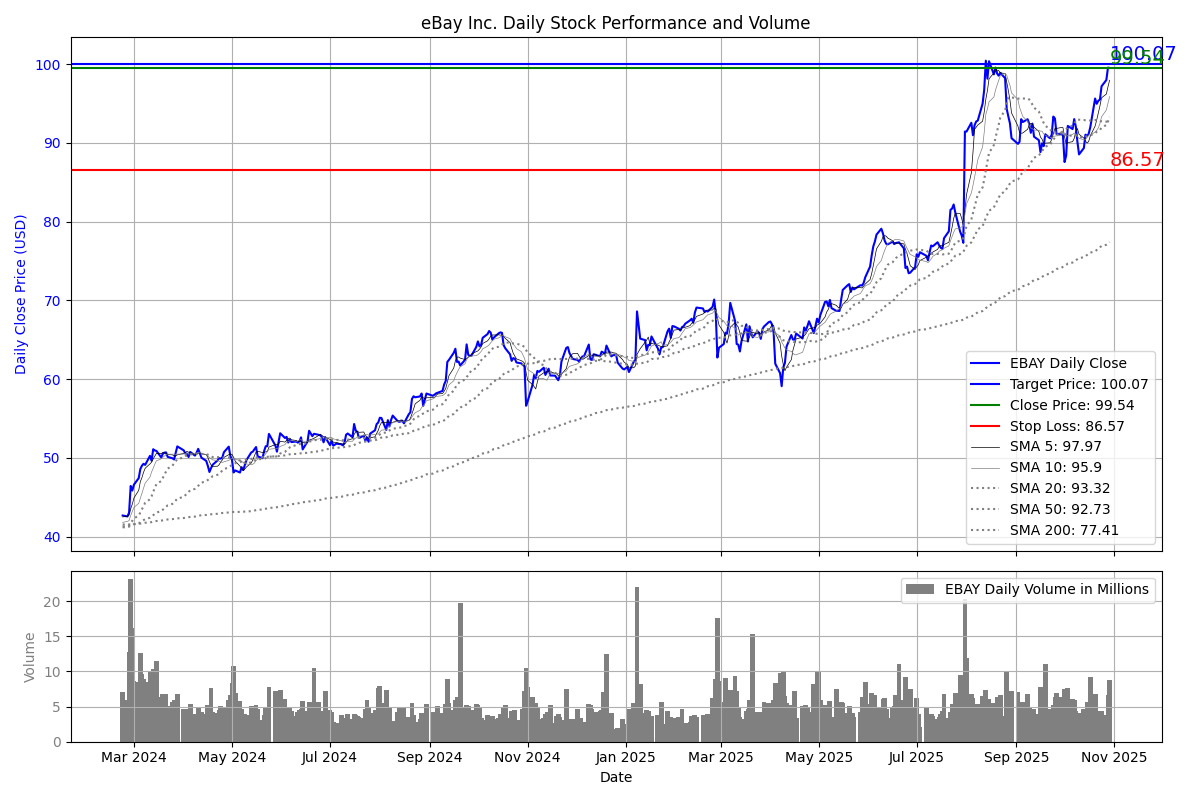 eBay Inc. Daily Stock Performance and Volume
100.07
99.54
100
90
86.57
80
70
60
50
40
Daily Close Price (USD)
EBAY Daily Close
Target Price: 100.07
Close Price: 99.54
Stop Loss: 86.57
SMA 5: 97.97
SMA 10: 95.9
SMA 20: 93.32
SMA 50: 92.73
SMA 200: 77.41
EBAY Daily Volume in Millions
20
15
10
5
0
Volume
Mar 2024 May 2024 Jul 2024 Sep 2024 Nov 2024 Jan 2025 Mar 2025 May 2025 Jul 2025 Sep 2025 Nov 2025
Date